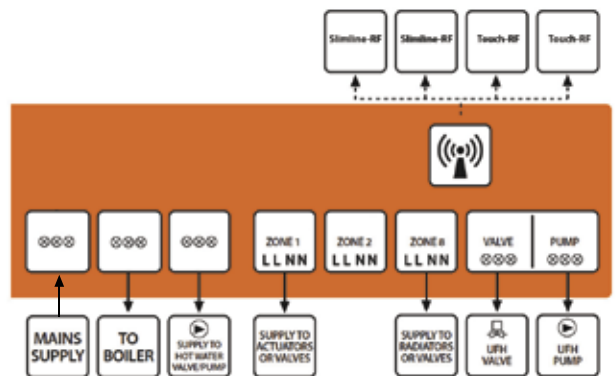 Slimline-RF Slimline-RF Touch-RF Touch-RF
ZONE 1 ZONE 2 ZONE 8 VALVE PUMP
LLNN LLNN LLNN
MAINS
SUPPLY
TO
BOILER
SUPPLY TO
HOT WATER
VALVE/PUMP
SUPPLY TO
ACTUATORS
OR VALVES
SUPPLY TO
RADIATORS
OR VALVES
UFH
VALVE
UFH
PUMP